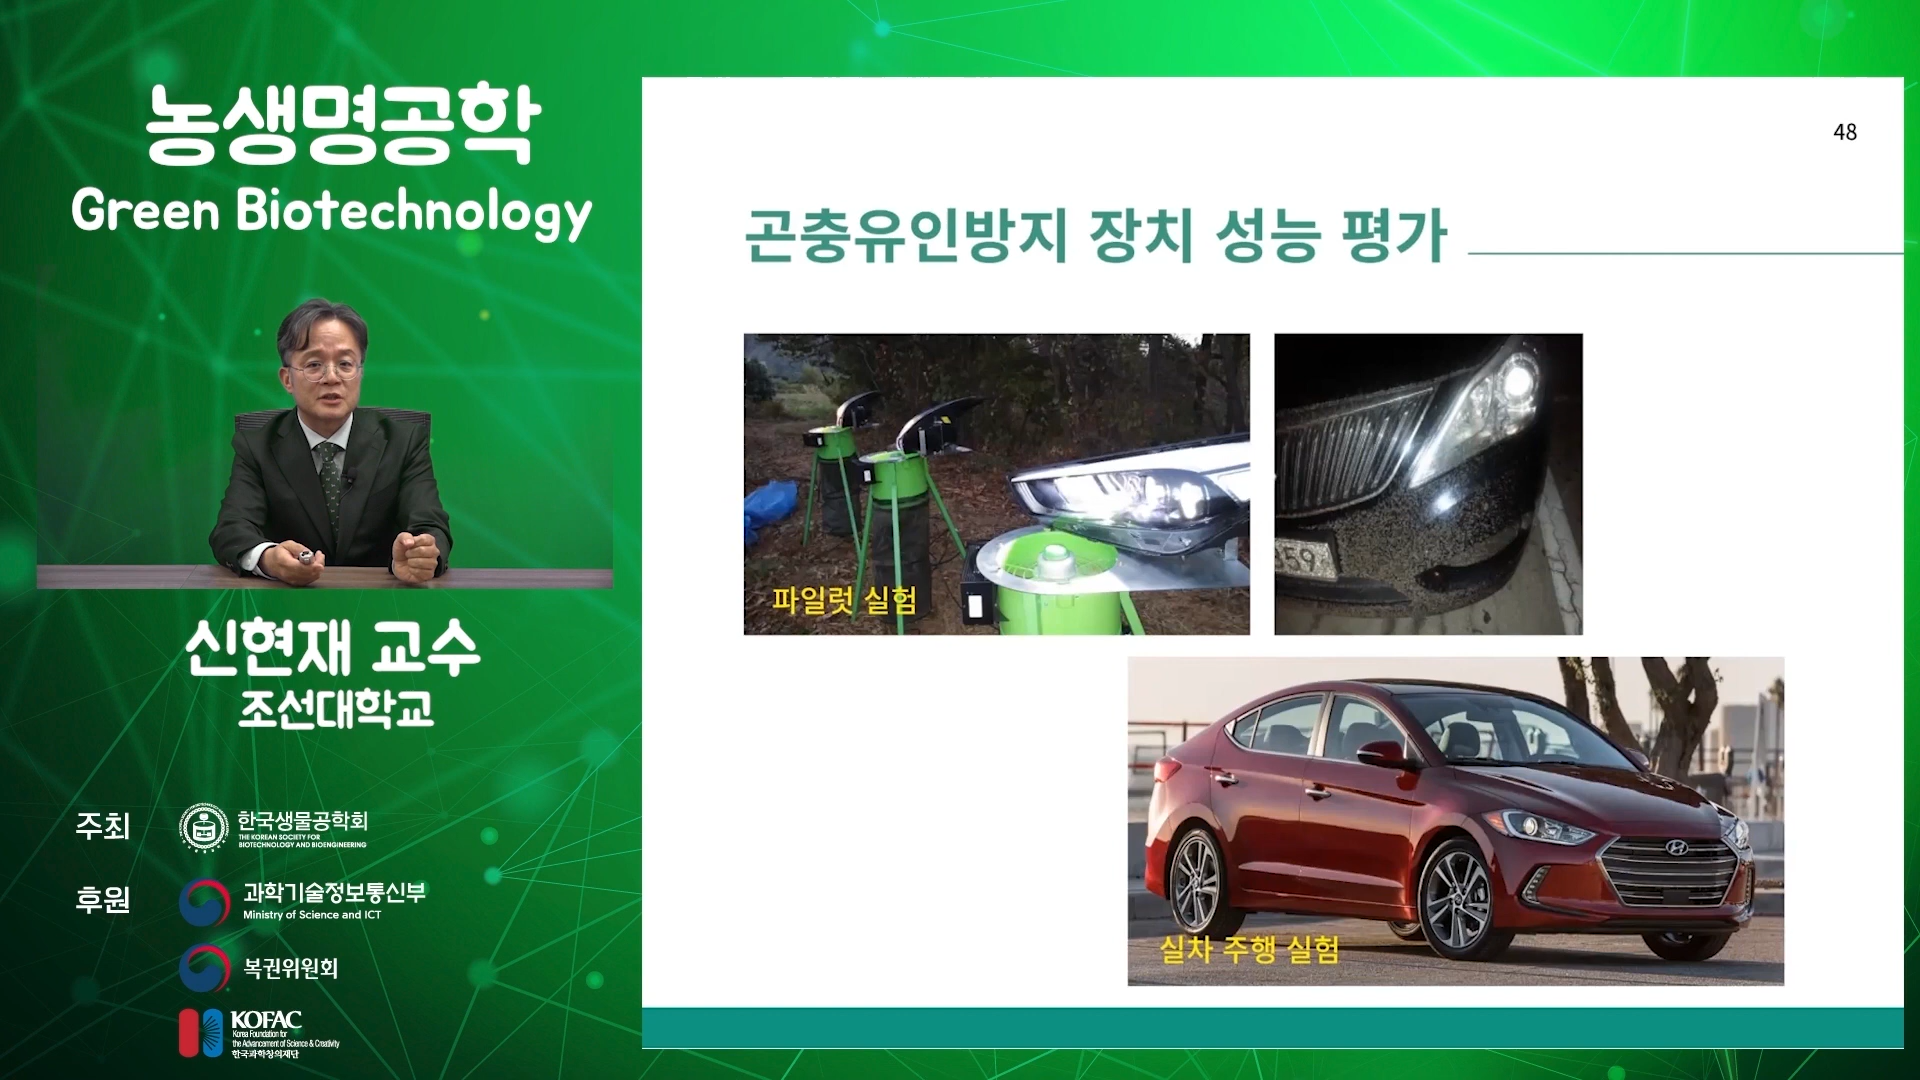 농생명공학
Green Biotechnology
신현재 교수
조선대학교
주최
한국생물공학회
THE KOREAN SOCIETY FOR
BIOTECHNOLOGY AND BIOENGINEERING
후원
과학기술정보통신부
Ministry of Science and ICT
복권위원회
KOFAC
Korea Foundation for
the Advancement of Science & Creativity
한국과학창의재단
48
곤충유인방지 장치 성능 평가
파일럿 실험
59
실차 주행 실험